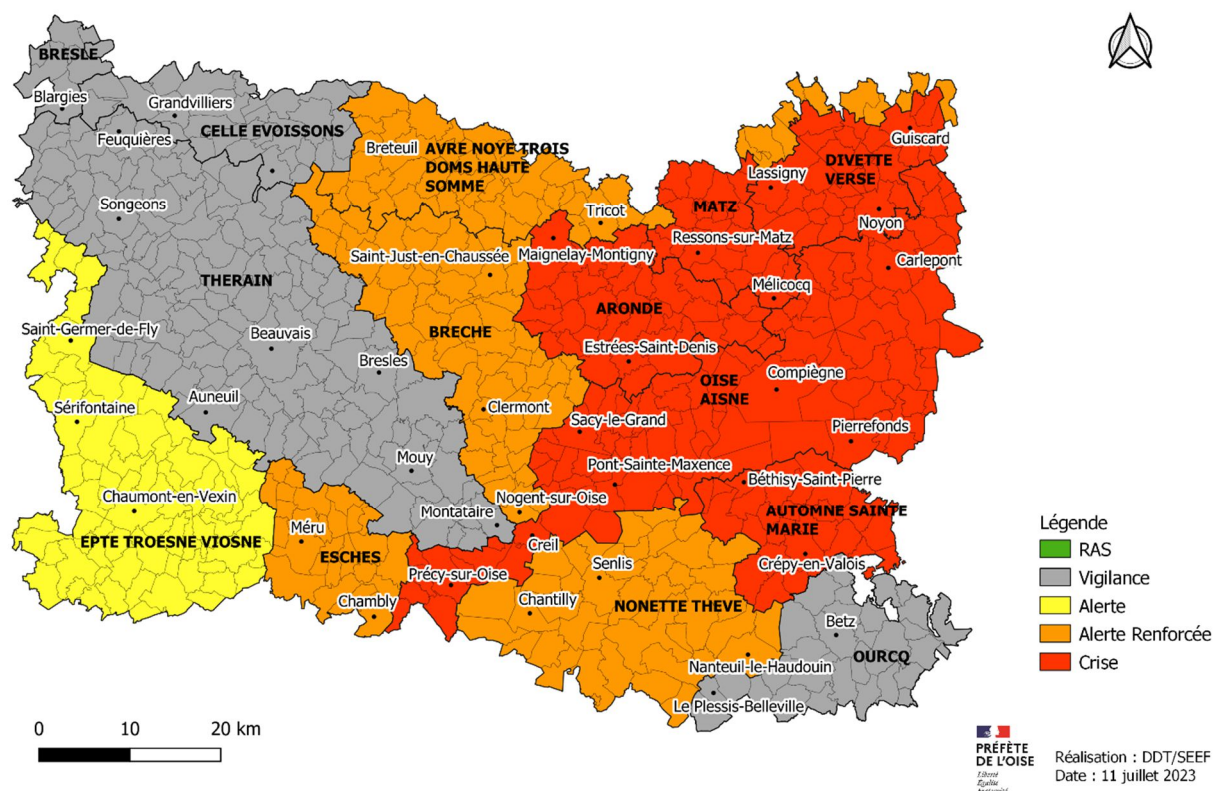 BRESLE
Blargies
Grandvilliers
Feuquières
CELLE EVOISSONS
Breteuil
AVRE NOYE TROIS
DOMS HAUTE
SOMME
Guiscard
DIVETTE
VERSE
Lassigny
Songeons
Tricot
MATZ
Noyon
Ressons-sur-Matz
Saint-Just-en-Chaussée
Maignelay-Montigny
Carlepont
THERAIN
Mélicocq
ARONDE
Saint-Germer-de-Fly
Beauvais
BRECHE
Bresles
Estrées-Saint-Denis
OISE
AISNE
Compiègne
Auneuil
Sérifontaine
Clermont
Sacy-le-Grand
Pierrefonds
Mouy
Pont-Sainte-Maxence
Béthisy-Saint-Pierre
Chaumont-en-Vexin
Nogent-sur-Oise
Montataire
AUTOMNE SAINTE
MARIE
Méru
EPTE TROESNE VIOSNE
ESCHES
Creil
Senlis
Crépy-en-Valois
Précy-sur-Oise
Chambly
Chantilly
NONETTE THEVE
Betz
OURCQ
Nanteuil-le-Haudouin
Le Plessis-Belleville
Légende
RAS
Vigilance
Alerte
Alerte Renforcée
Crise
0 10 20 km
PRÉFÈTE
DE L'OISE
Liberté
Égalité
Fraternité
Réalisation : DDT/SEEF
Date : 11 juillet 2023